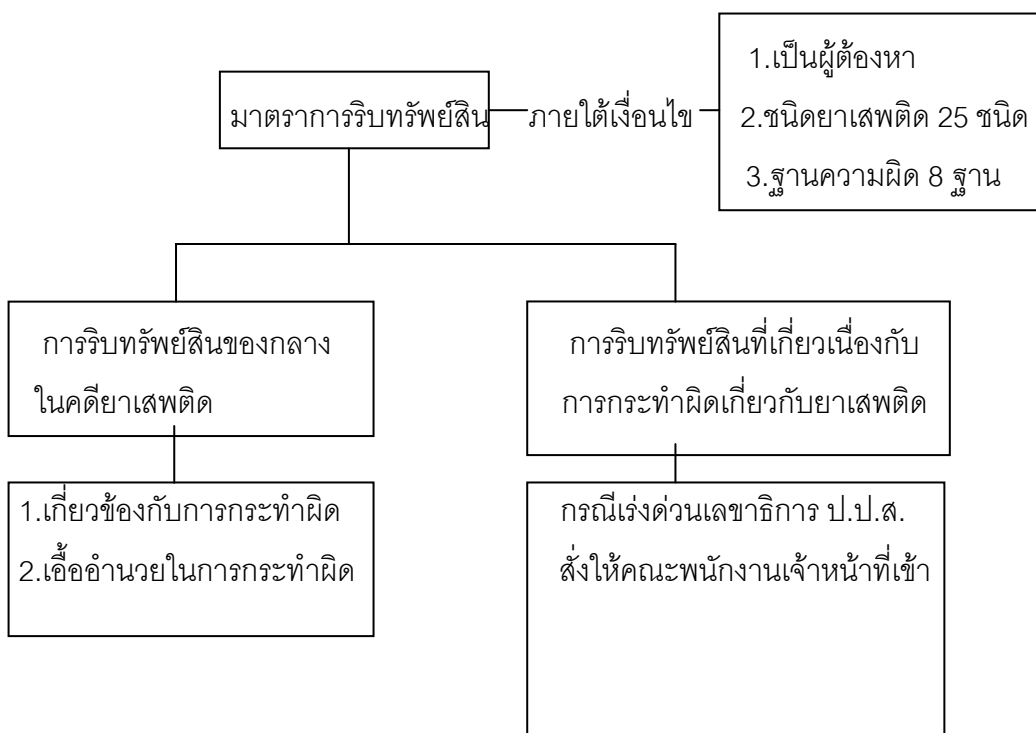 มาตราการริบทรัพย์สิน
ภายใต้เงื่อนไข
1.เป็นผู้ต้องหา
2.ชนิดยาเสพติด 25 ชนิด
3.ฐานความผิด 8 ฐาน
การริบทรัพย์สินของกลาง
ในคดียาเสพติด
การริบทรัพย์สินที่เกี่ยวเนื่องกับ
การกระทำผิดเกี่ยวกับยาเสพติด
1.เกี่ยวข้องกับการกระทำผิด
2.เอื้ออำนวยในการกระทำผิด
กรณีเร่งด่วนเลขาธิการ ป.ป.ส.
สั่งให้คณะพนักงานเจ้าหน้าที่เข้า